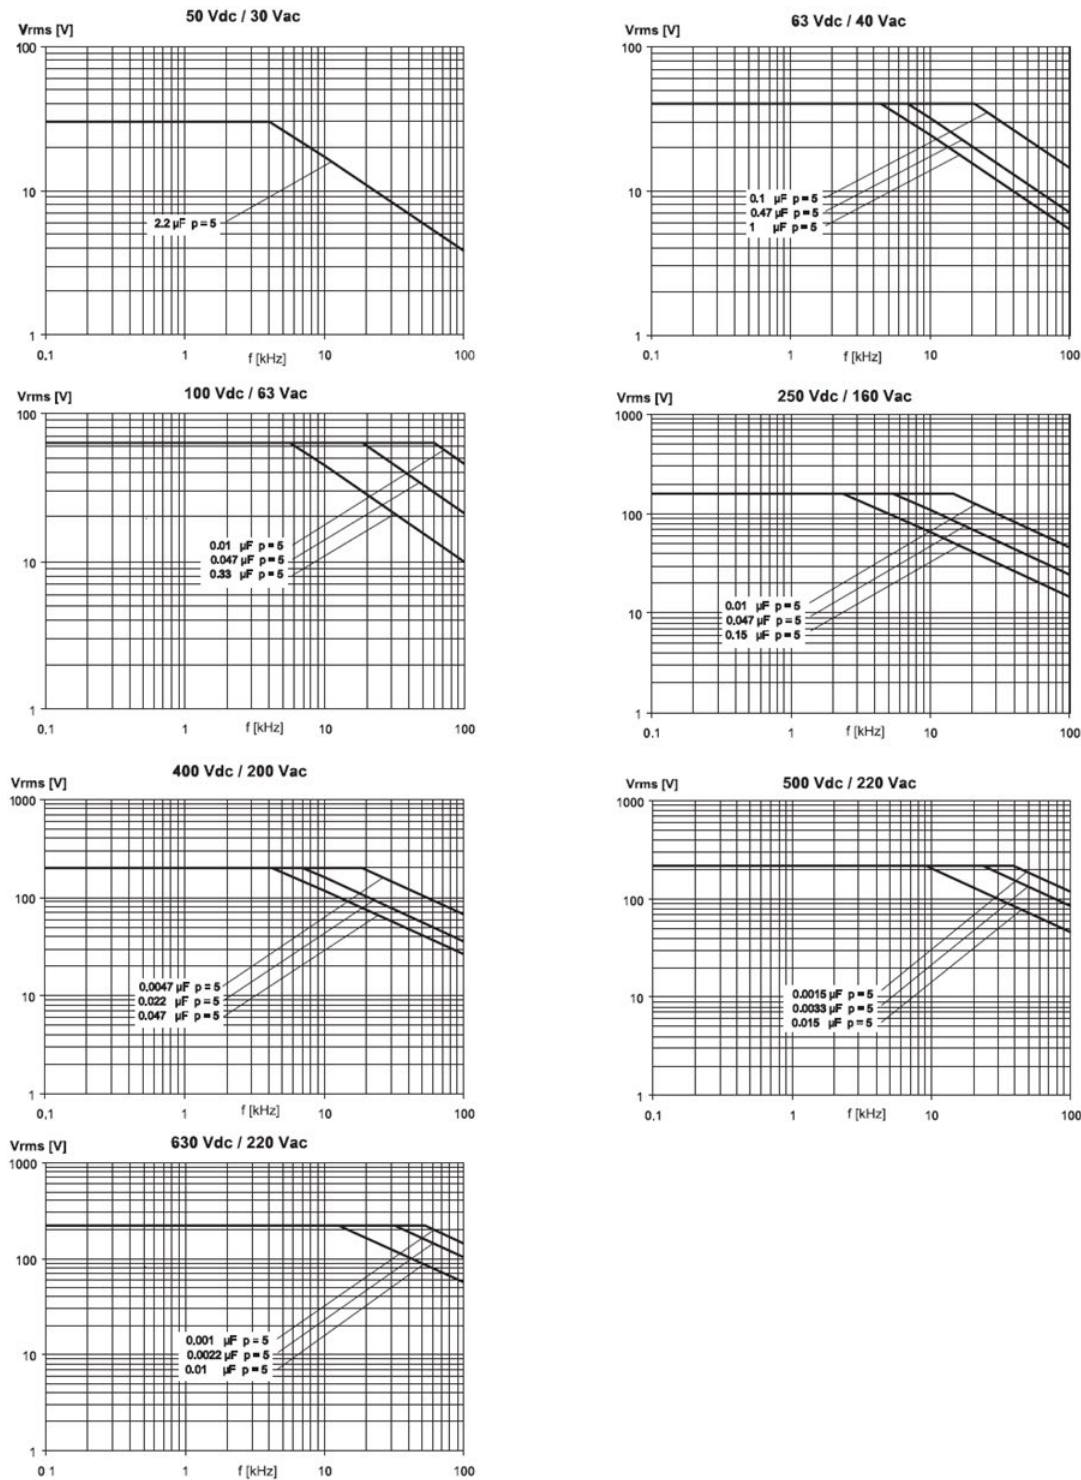 50 Vdc / 30 Vac
Vrms [V]
100
10
2.2 µF p = 5
1
0.1 1 10 100
f [kHz]
63 Vdc / 40 Vac
Vrms [V]
100
10
0.1 µF p = 5
0.47 µF p = 5
1 µF p = 5
1
0.1 1 10 100
f [kHz]
100 Vdc / 63 Vac
Vrms [V]
100
0.01 µF p = 5
0.047 µF p = 5
0.33 µF p = 5
10
1
0.1 1 10 100
f [kHz]
250 Vdc / 160 Vac
Vrms [V]
1000
100
0.01 µF p = 5
10
0.047 µF p = 5
0.15 µF p = 5
1
0.1 1 10 100
f [kHz]
400 Vdc / 200 Vac
Vrms [V]
1000
100
0.0047 µF p = 5
10
0.022 µF p = 5
0.047 µF p = 5
1
0.1 1 10 100
f [kHz]
500 Vdc / 220 Vac
Vrms [V]
1000
100
0.0015 µF p = 5
10
0.0033 µF p = 5
0.015 µF p = 5
1
0.1 1 10 100
f [kHz]
630 Vdc / 220 Vac
Vrms [V]
1000
100
0.001 µF p = 5
10
0.0022 µF p = 5
0.01 µF p = 5
1
0 1 1 10 100
f [kHz]